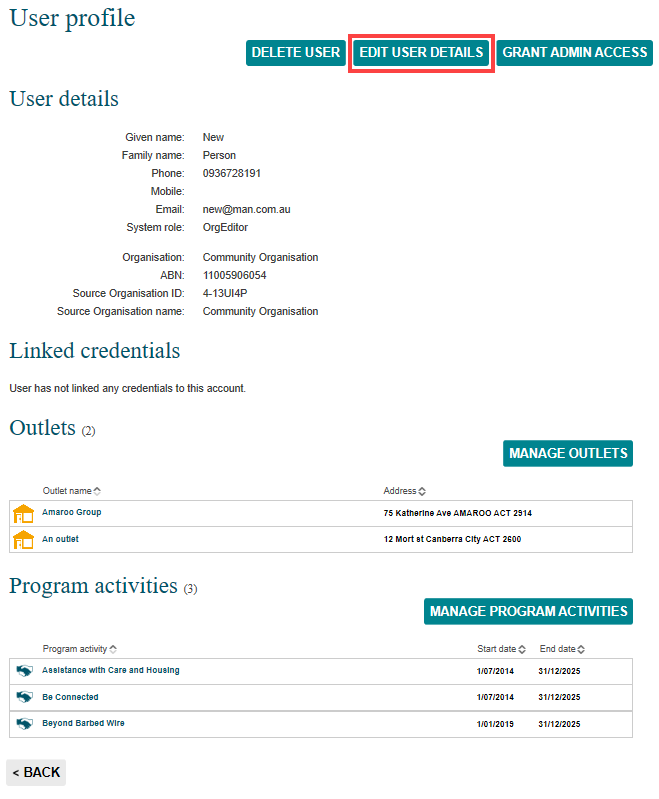 User profile
DELETE USER EDIT USER DETAILS GRANT ADMIN ACCESS
User details
Given name: New
Family name: Person
Phone: 0936728191
Mobile:
Email: new@man.com.au
System role: OrgEditor
Organisation: Community Organisation
ABN: 11005906054
Source Organisation ID: 4-13UI4P
Source Organisation name: Community Organisation
Linked credentials
User has not linked any credentials to this account.
Outlets (2)
MANAGE OUTLETS
Outlet name Address
Amaroo Group 75 Katherine Ave AMAROO ACT 2914
An outlet 12 Mort st Canberra City ACT 2600
Program activities (3)
MANAGE PROGRAM ACTIVITIES
Program activity Start date End date
Assistance with Care and Housing 1/07/2014 31/12/2025
Be Connected 1/07/2014 31/12/2025
Beyond Barbed Wire 1/01/2019 31/12/2025
< BACK